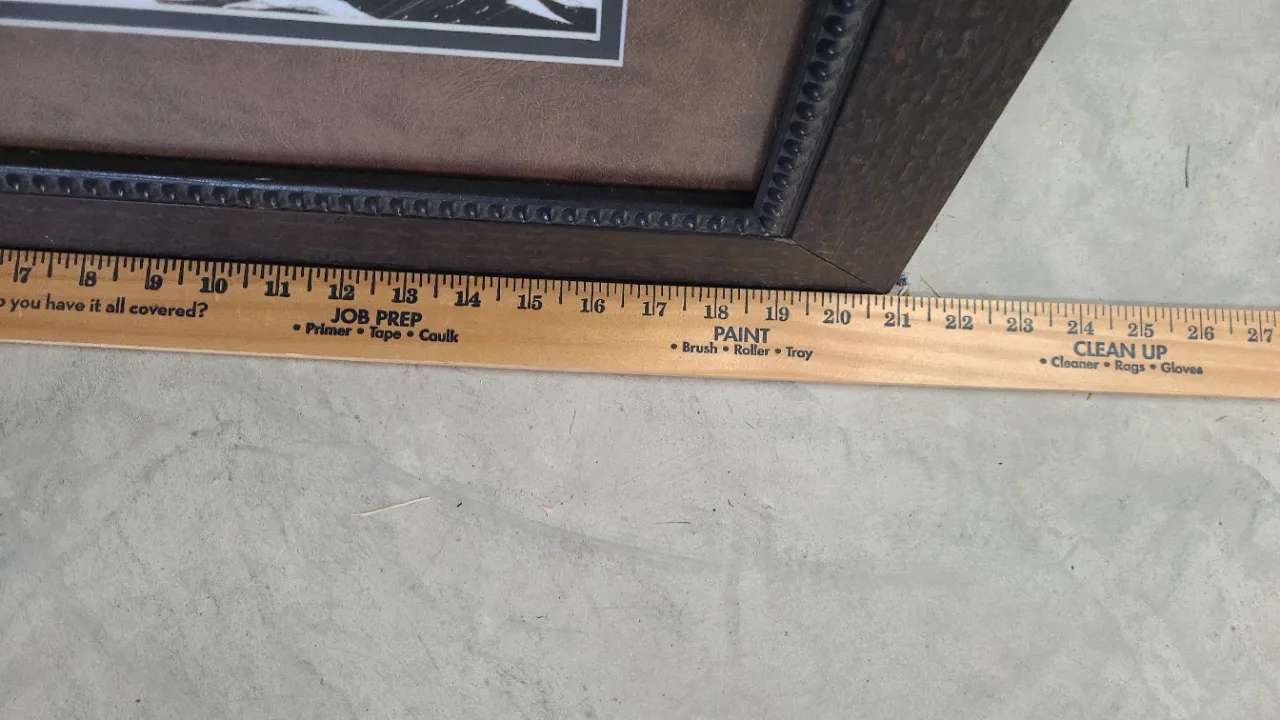 7 8 9 10 11 12 13 14 15 16 17 18 19 20 21 22 23 24 25 26 27
you have it all covered?
JOB PREP
• Primer • Tape • Caulk
PAINT
• Brush • Roller • Tray
CLEAN UP
• Cleaner • Rags • Gloves